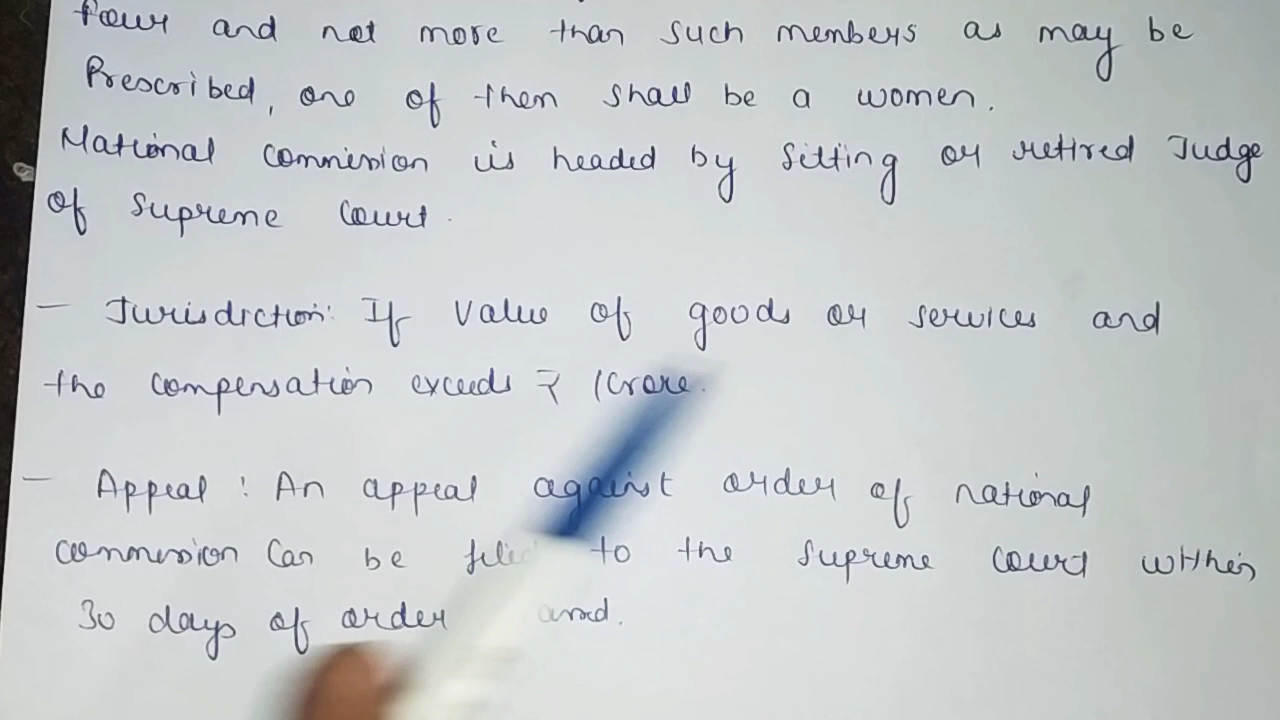 four and not more than such members as may be
Prescribed, one of them shall be a women.
National commission is headed by sitting or retired Judge
of Supreme Court.
- Jurisdiction: If value of goods or services and
the compensation exceeds ₹ 1 Crore.
- Appeal : An appeal against order of national
commission Can be filed to the Supreme court within
30 days of order